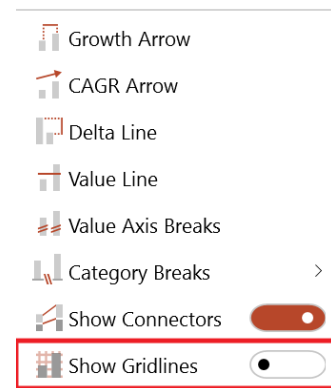 Growth Arrow
CAGR Arrow
Delta Line
Value Line
Value Axis Breaks
Category Breaks
Show Connectors
Show Gridlines